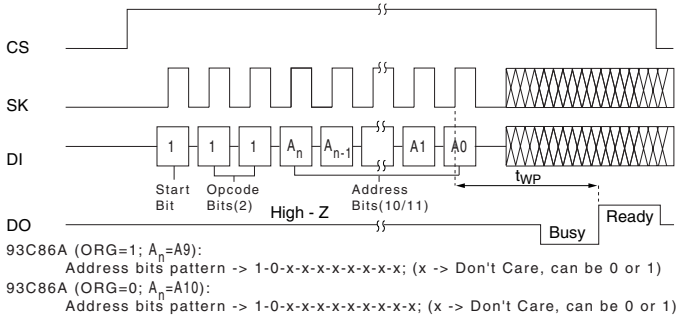 CS
SK
DI
1 1 1 An An-1 A1 A0
Start Bit
Opcode Bits(2)
Address Bits(10/11)
tWP
DO
High - Z
Busy
Ready
93C86A (ORG=1; An=A9):
Address bits pattern -> 1-0-x-x-x-x-x-x-x-x; (x -> Don't Care, can be 0 or 1)
93C86A (ORG=0; An=A10):
Address bits pattern -> 1-0-x-x-x-x-x-x-x-x-x; (x -> Don't Care, can be 0 or 1)